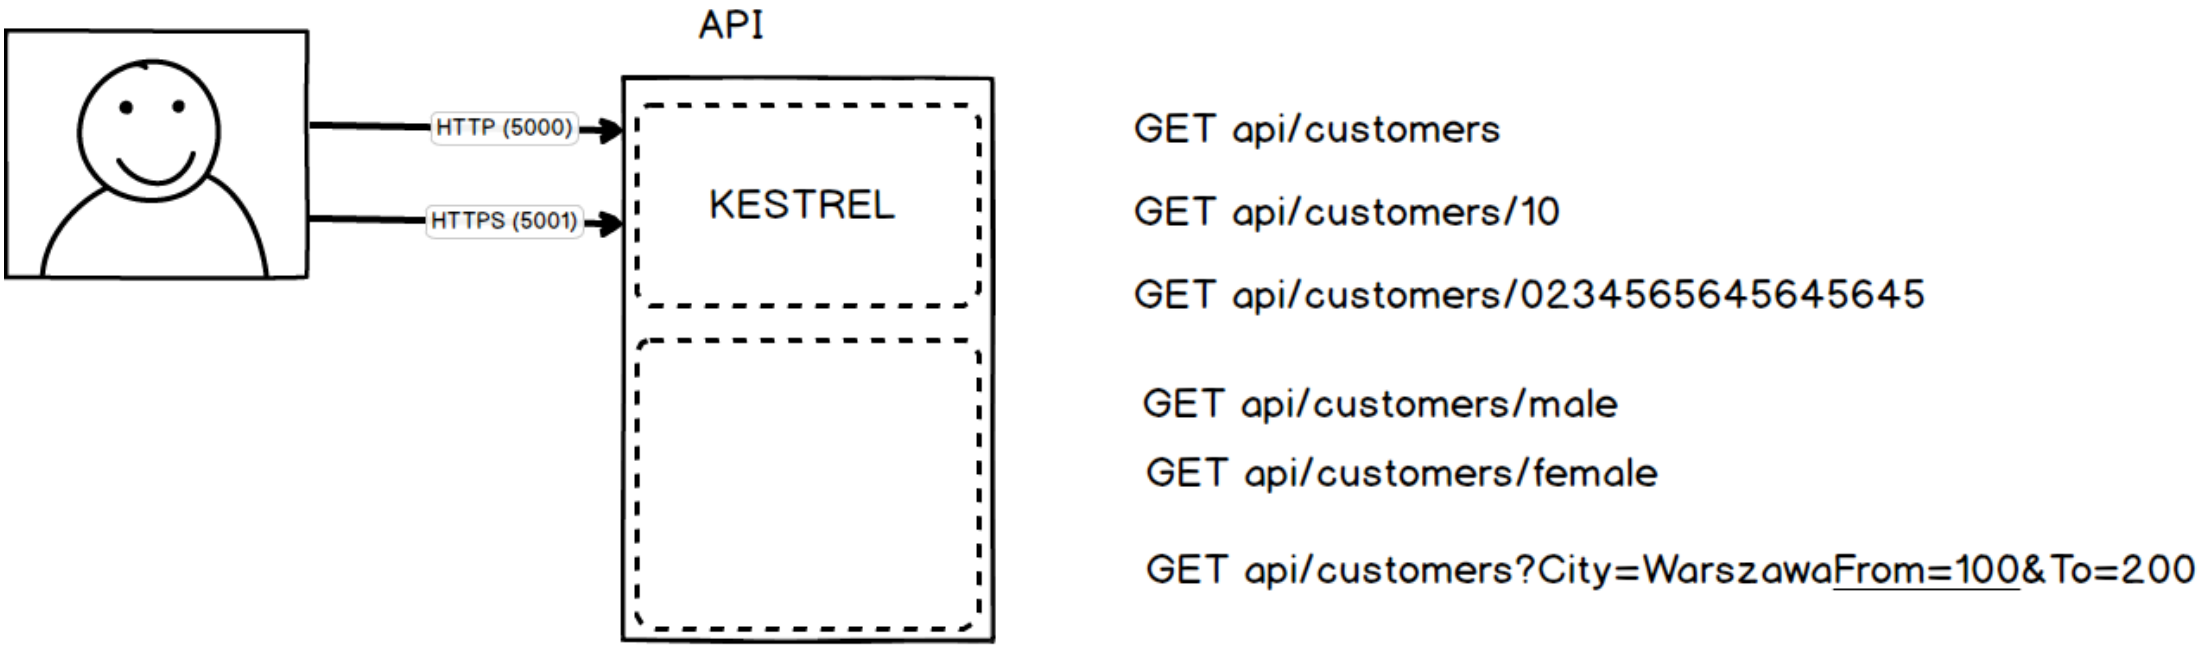 API
HTTP (5000)
HTTPS (5001)
KESTREL
GET api/customers
GET api/customers/10
GET api/customers/0234565645645645
GET api/customers/male
GET api/customers/female
GET api/customers?City=WarszawaFrom=100&To=200